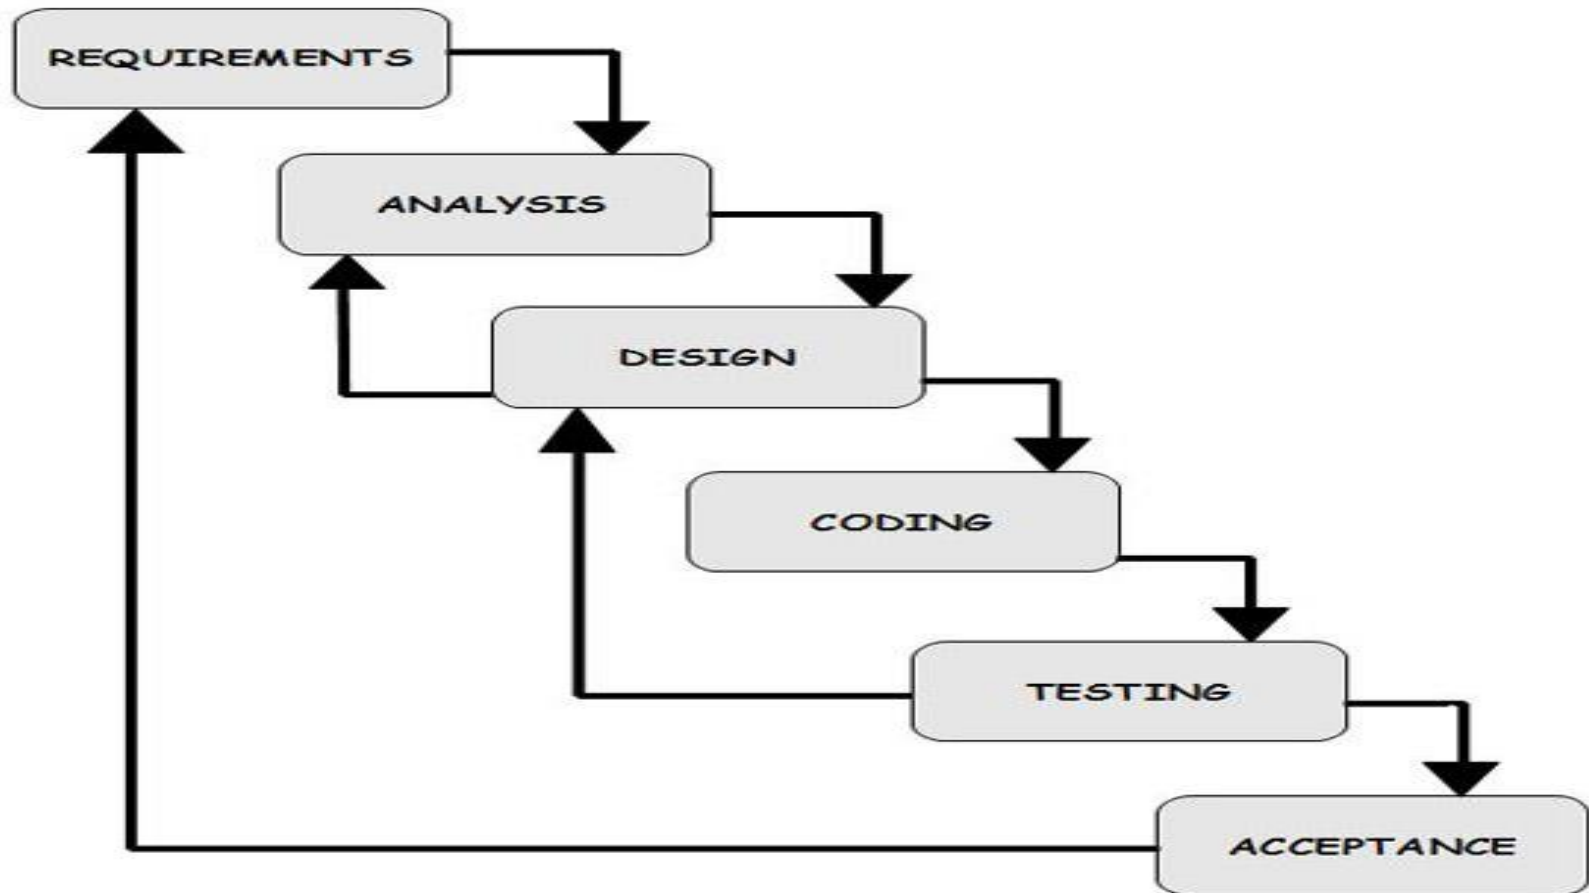 REQUIREMENTS
ANALYSIS
DESIGN
CODING
TESTING
ACCEPTANCE